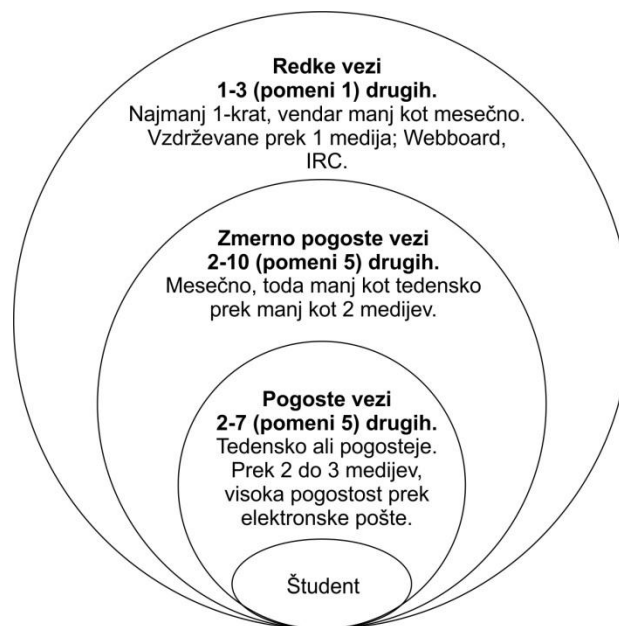 Redke vezi
1-3 (pomeni 1) drugih.
Najmanj 1-krat, vendar manj kot mesečno.
Vzdrževane prek 1 medija; Webboard,
IRC.
Zmerno pogoste vezi
2-10 (pomeni 5) drugih.
Mesečno, toda manj kot tedensko
prek manj kot 2 medijev.
Pogoste vezi
2-7 (pomeni 5) drugih.
Tedensko ali pogosteje.
Prek 2 do 3 medijev,
visoka pogostost prek
elektronske pošte.
Študent